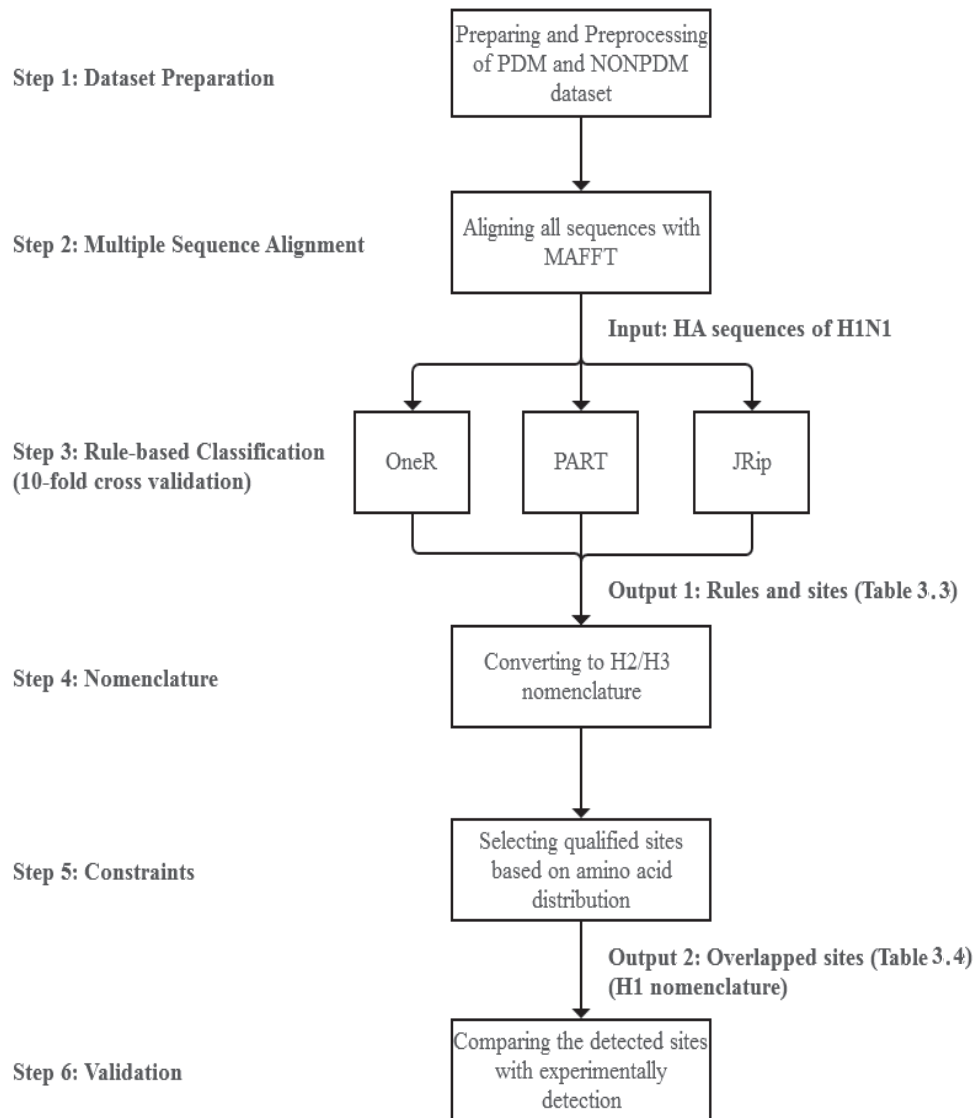 Preparing and Preprocessing
of PDM and NONPDM
dataset
Step 1: Dataset Preparation
Aligning all sequences with
MAFFT
Step 2: Multiple Sequence Alignment
Input: HA sequences of H1N1
Step 3: Rule-based Classification
(10-fold cross validation)
OneR
PART
JRip
Output 1: Rules and sites (Table 3.3)
Step 4: Nomenclature
Converting to H2/H3
nomenclature
Step 5: Constraints
Selecting qualified sites
based on amino acid
distribution
Output 2: Overlapped sites (Table 3.4)
(H1 nomenclature)
Step 6: Validation
Comparing the detected sites
with experimentally
detection